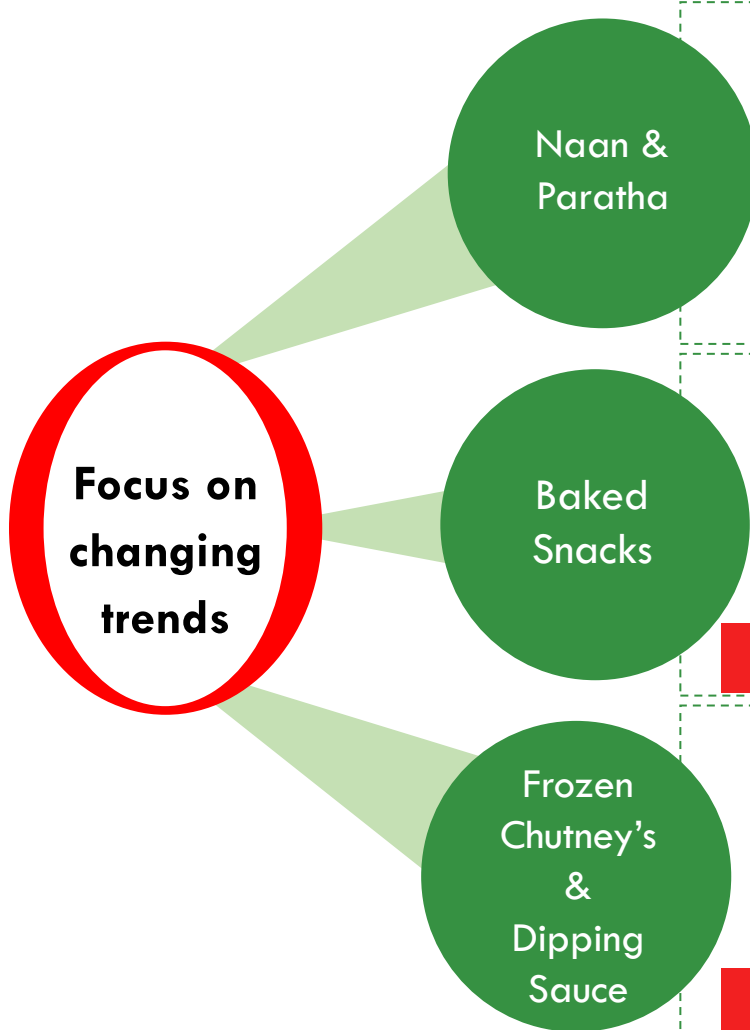 Naan &
Paratha
Focus on
changing
trends
Baked
Snacks
Frozen
Chutney’s
&
Dipping
Sauce